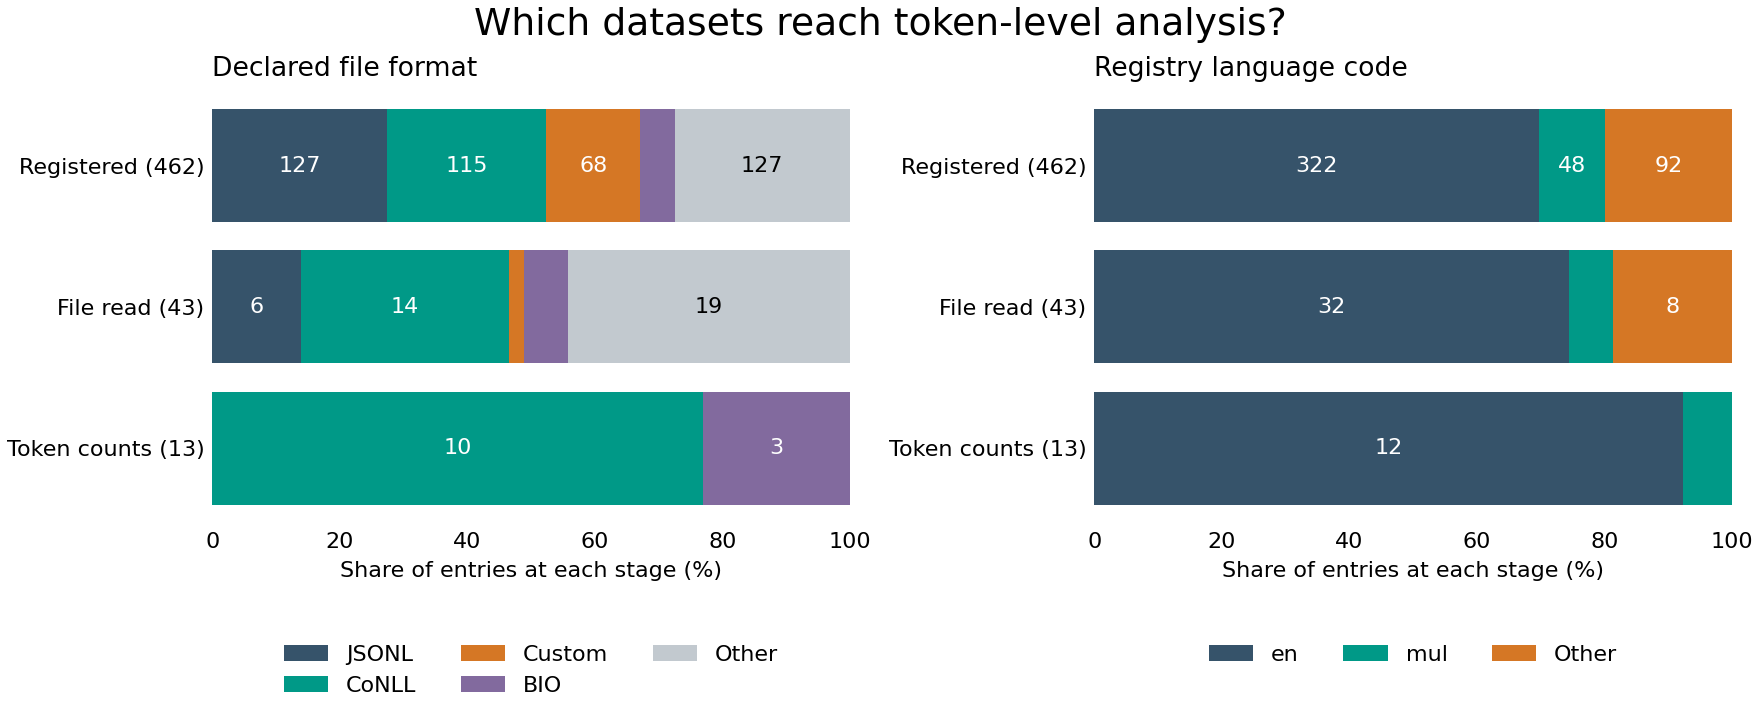 Which datasets reach token-level analysis?
Declared file format
Registered (462)
127
115
68
127
File read (43)
6
14
19
Token counts (13)
10
3
0 20 40 60 80 100
Share of entries at each stage (%)
JSONL
Custom
Other
CoNLL
BIO
Registry language code
Registered (462)
322
48
92
File read (43)
32
8
Token counts (13)
12
0 20 40 60 80 100
Share of entries at each stage (%)
en
mul
Other